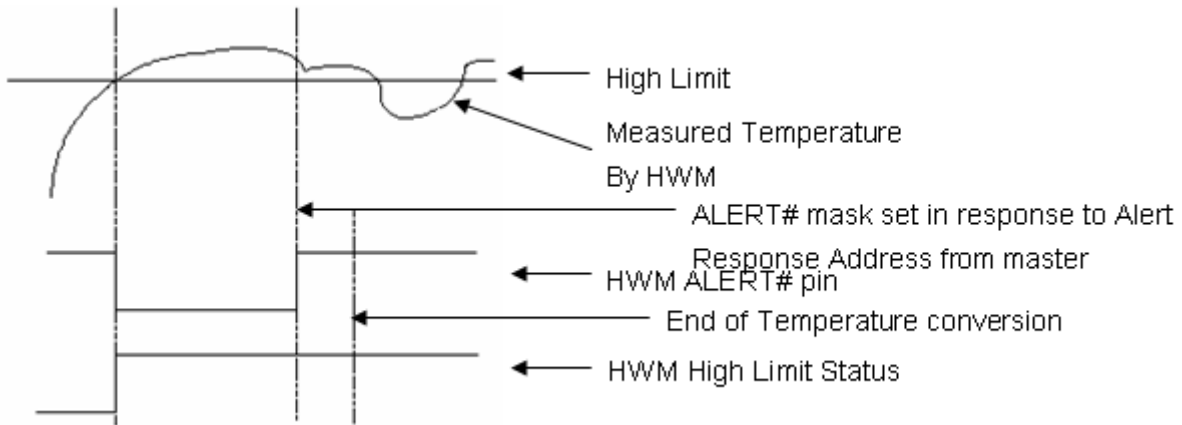 High Limit
Measured Temperature
By HWM
ALERT# mask set in response to Alert
Response Address from master
HWM ALERT# pin
End of Temperature conversion
HWM High Limit Status